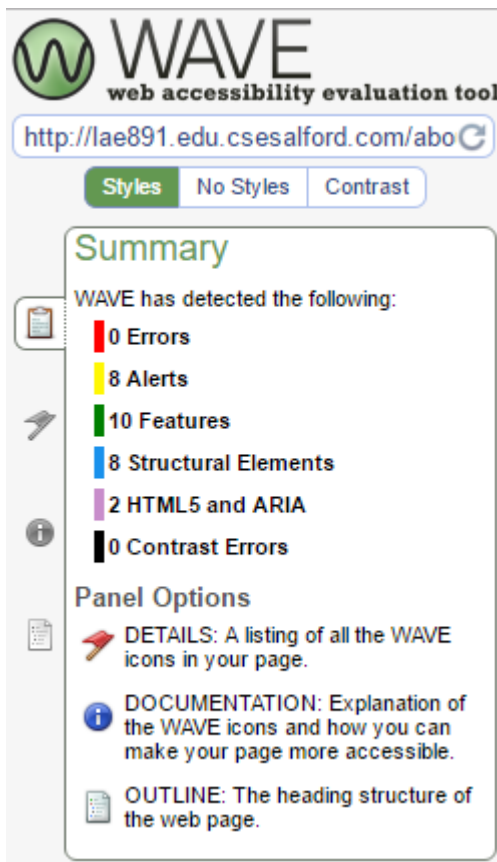 WAVE
web accessibility evaluation tool
http://lae891.edu.csesalford.com/abo
Styles No Styles Contrast
Summary
WAVE has detected the following:
0 Errors
8 Alerts
10 Features
8 Structural Elements
2 HTML5 and ARIA
0 Contrast Errors
Panel Options
DETAILS: A listing of all the WAVE
icons in your page.
DOCUMENTATION: Explanation of
the WAVE icons and how you can
make your page more accessible.
OUTLINE: The heading structure of
the web page.